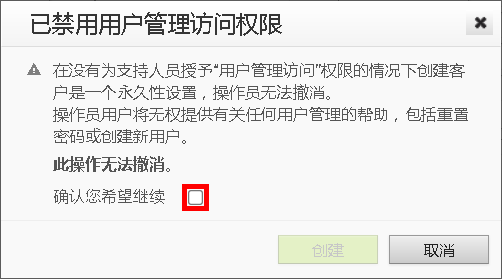 已禁用用户管理访问权限
在没有为支持人员授予“用户管理访问”权限的情况下创建客
户是一个永久性设置，操作员无法撤消。
操作员用户将无权提供有关任何用户管理的帮助，包括重置
密码或创建新用户。
此操作无法撤消。
确认您希望继续
创建
取消